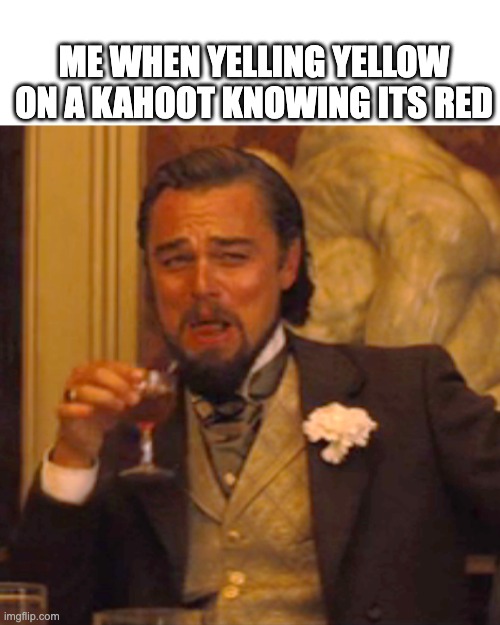 ME WHEN YELLING YELLOW
ON A KAHOOT KNOWING ITS RED
imgflip.com